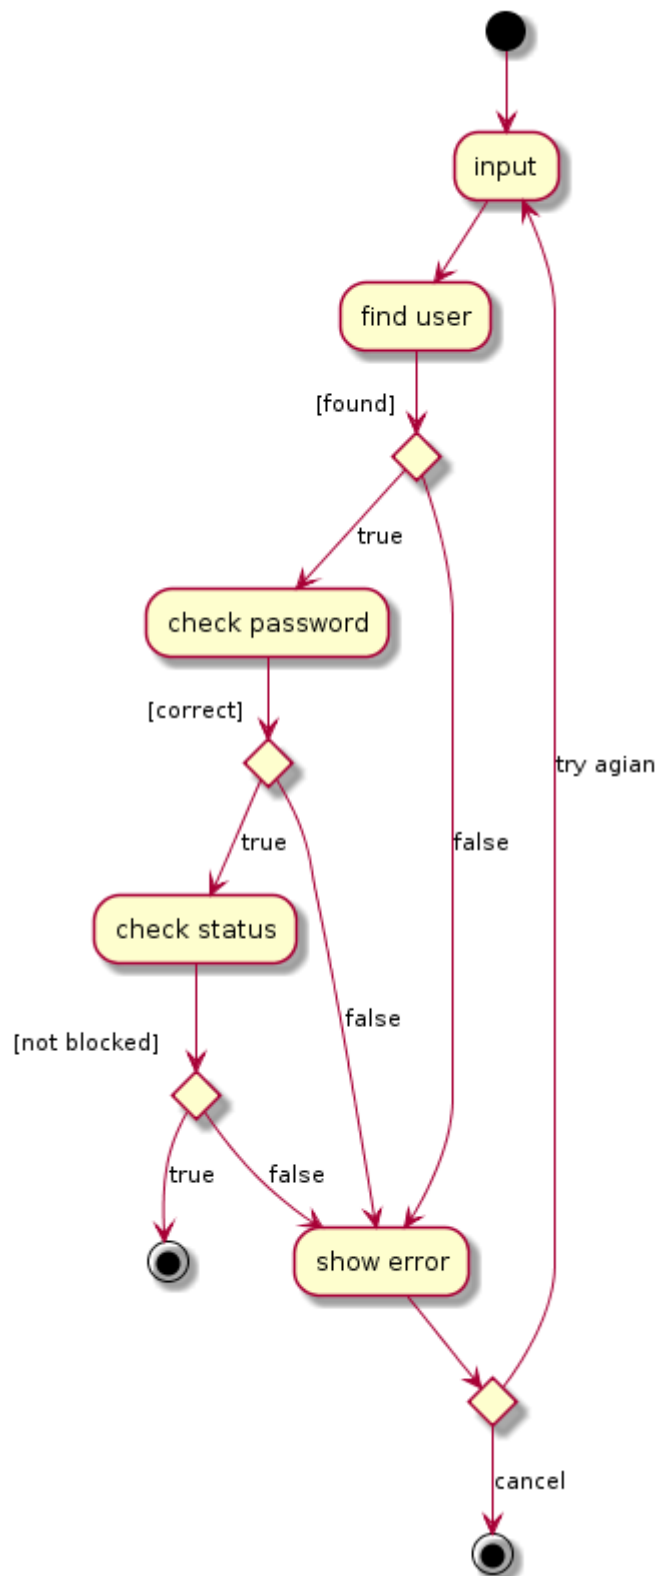 input
find user
[found]
true
check password
[correct]
try agian
true
false
check status
false
[not blocked]
true
false
show error
cancel